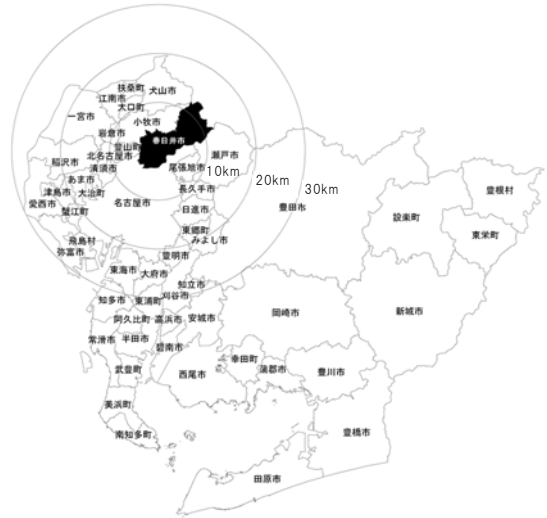 扶桑町
犬山市
江南市
大口町
一宮市
小牧市
岩倉市
春日井市
豊山町
北名古屋市
稲沢市
清須市
尾張旭市
瀬戸市
10km
20km
30km
あま市
津島市
大治町
愛西市
蟹江町
名古屋市
長久手市
日進市
東郷町
みよし市
豊田市
設楽町
豊根村
東栄町
飛島村
弥富市
豊明市
東海市
大府市
知立市
知多市
東浦町
刈谷市
阿久比町
高浜市
安城市
岡崎市
新城市
常滑市
半田市
碧南市
武豊町
西尾市
幸田町
蒲郡市
豊川市
美浜町
南知多町
豊橋市
田原市